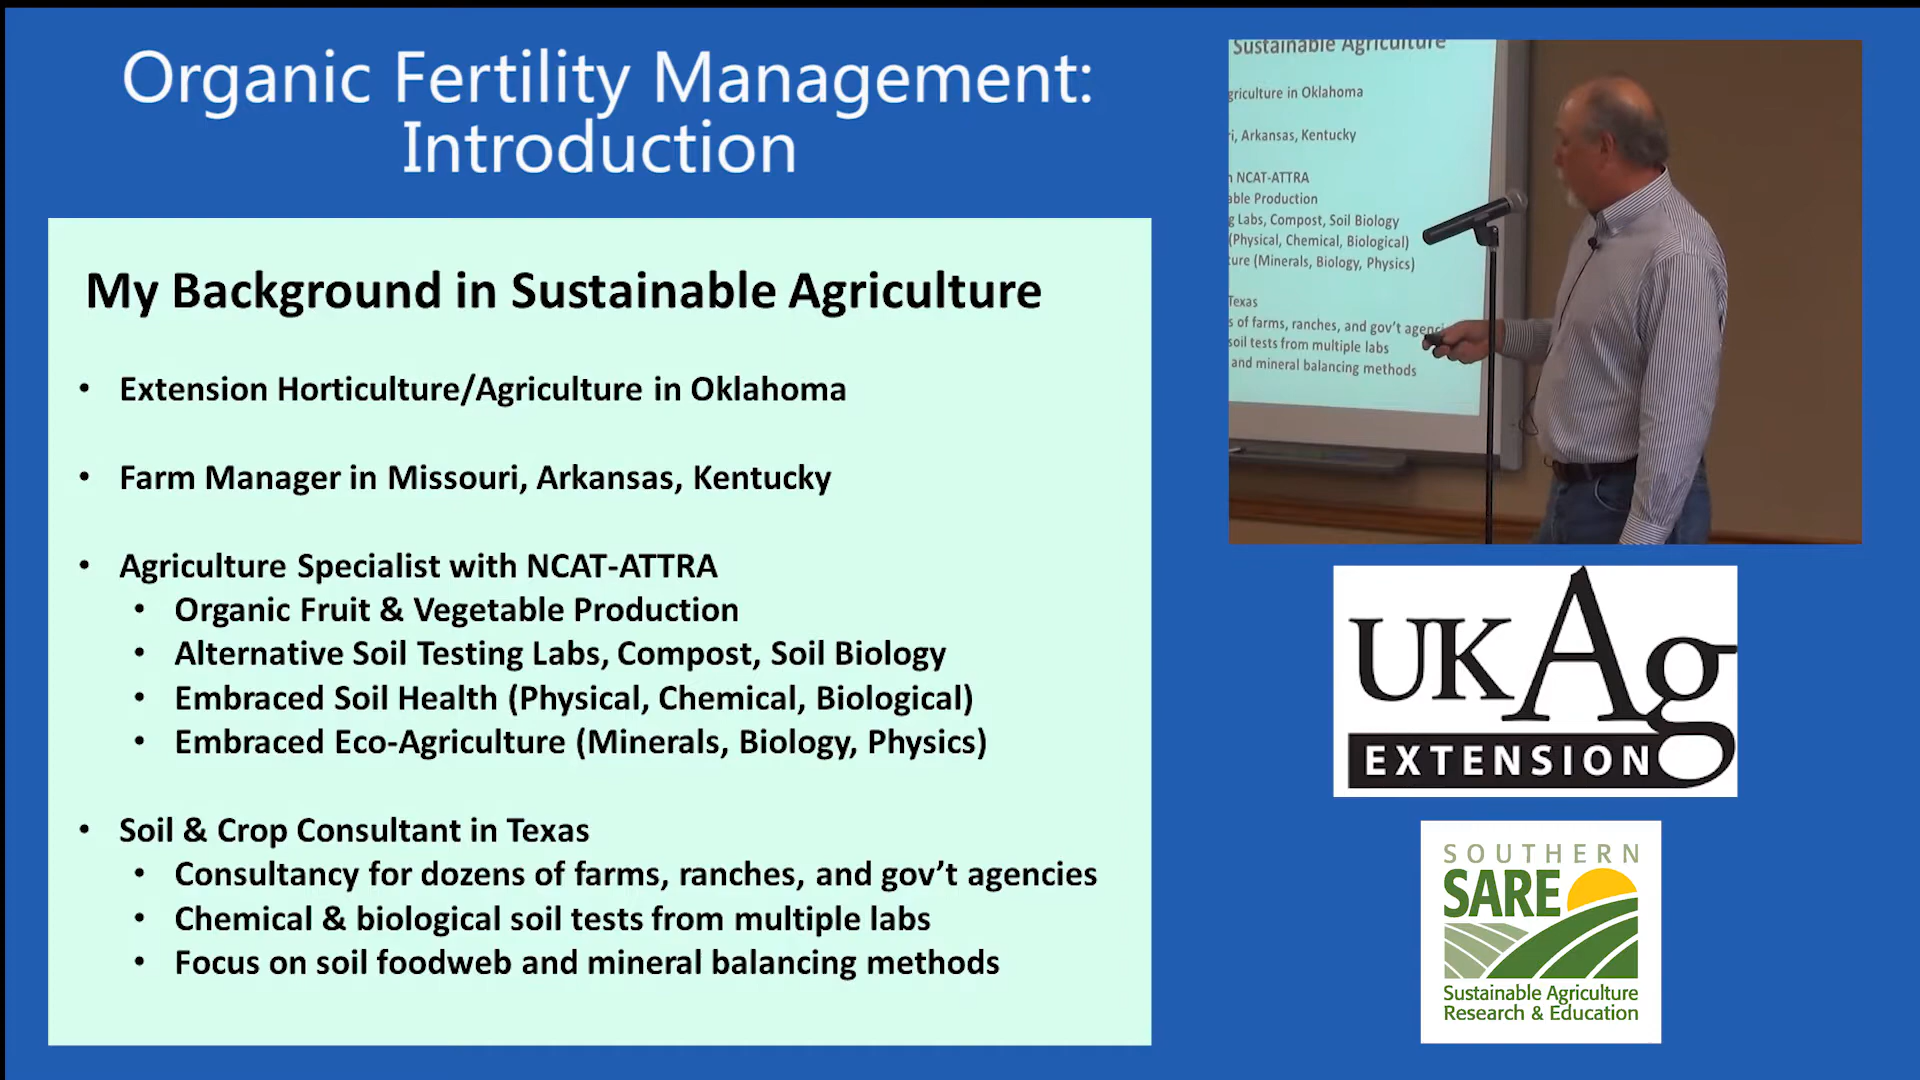 Organic Fertility Management:
Introduction
My Background in Sustainable Agriculture
• Extension Horticulture/Agriculture in Oklahoma
• Farm Manager in Missouri, Arkansas, Kentucky
• Agriculture Specialist with NCAT-ATTRA
• Organic Fruit & Vegetable Production
• Alternative Soil Testing Labs, Compost, Soil Biology
• Embraced Soil Health (Physical, Chemical, Biological)
• Embraced Eco-Agriculture (Minerals, Biology, Physics)
• Soil & Crop Consultant in Texas
• Consultancy for dozens of farms, ranches, and gov’t agencies
• Chemical & biological soil tests from multiple labs
• Focus on soil foodweb and mineral balancing methods
Sustainable Agriculture
griculture in Oklahoma
i, Arkansas, Kentucky
NCAT-ATTRA
able Production
g Labs, Compost, Soil Biology
(Physical, Chemical, Biological)
ture (Minerals, Biology, Physics)
Texas
s of farms, ranches, and gov’t agenci
soil tests from multiple labs
and mineral balancing methods
UKAg
EXTENSION
SOUTHERN
SARE
Sustainable Agriculture
Research & Education